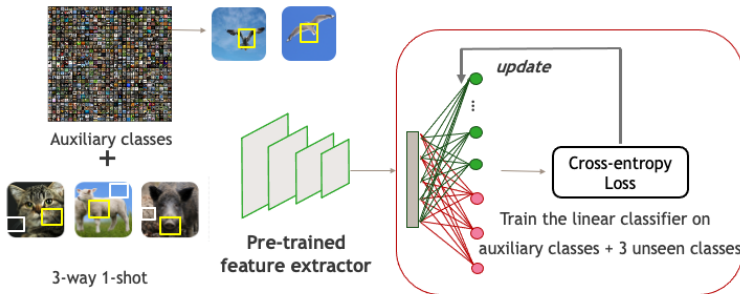 update
...
Auxiliary classes
+
Cross-entropy
Loss
Pre-trained
feature extractor
Train the linear classifier on
auxiliary classes + 3 unseen classes
3-way 1-shot